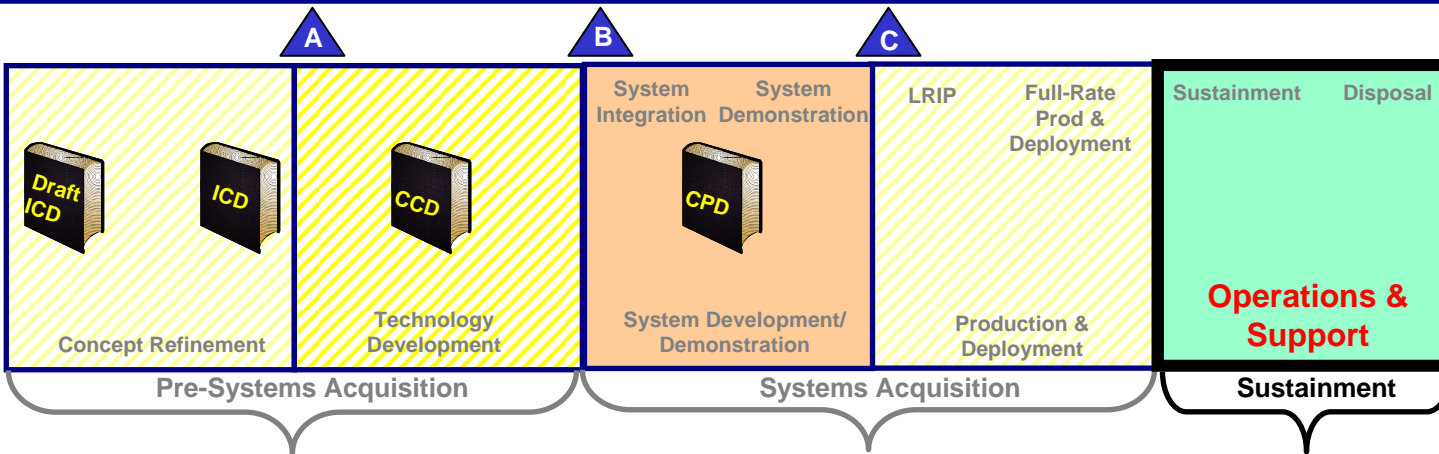 A
B
C
System
Integration
System
Demonstration
LRIP
Full-Rate
Prod &
Deployment
Sustainment
Disposal
Draft
ICD
ICD
CCD
CPD
Concept Refinement
Technology
Development
System Development/
Demonstration
Production &
Deployment
Operations &
Support
Pre-Systems Acquisition
Systems Acquisition
Sustainment